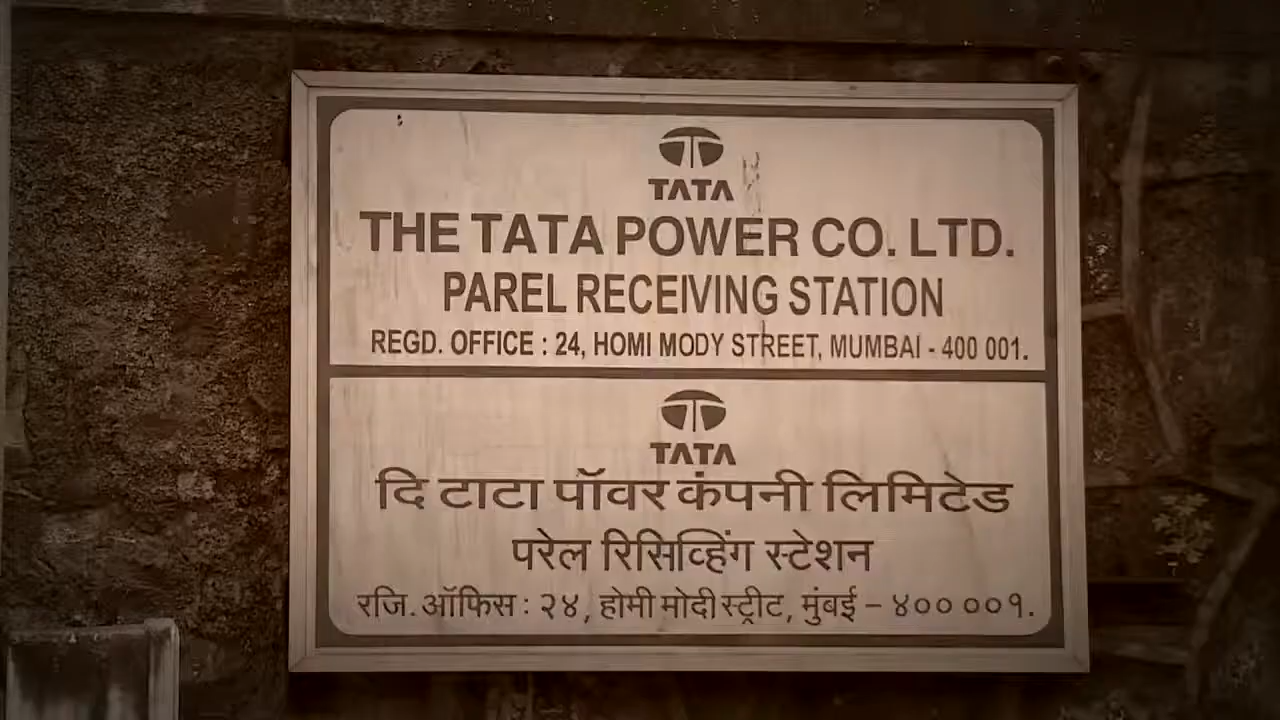 TATA
THE TATA POWER CO. LTD.
PAREL RECEIVING STATION
REGD. OFFICE : 24, HOMI MODY STREET, MUMBAI - 400 001.
TATA
दि टाटा पॉवर कंपनी लिमिटेड
परेल रिसिव्हिंग स्टेशन
रजि. ऑफिस : २४, होमी मोदी स्ट्रीट, मुंबई – ४०० ००१.